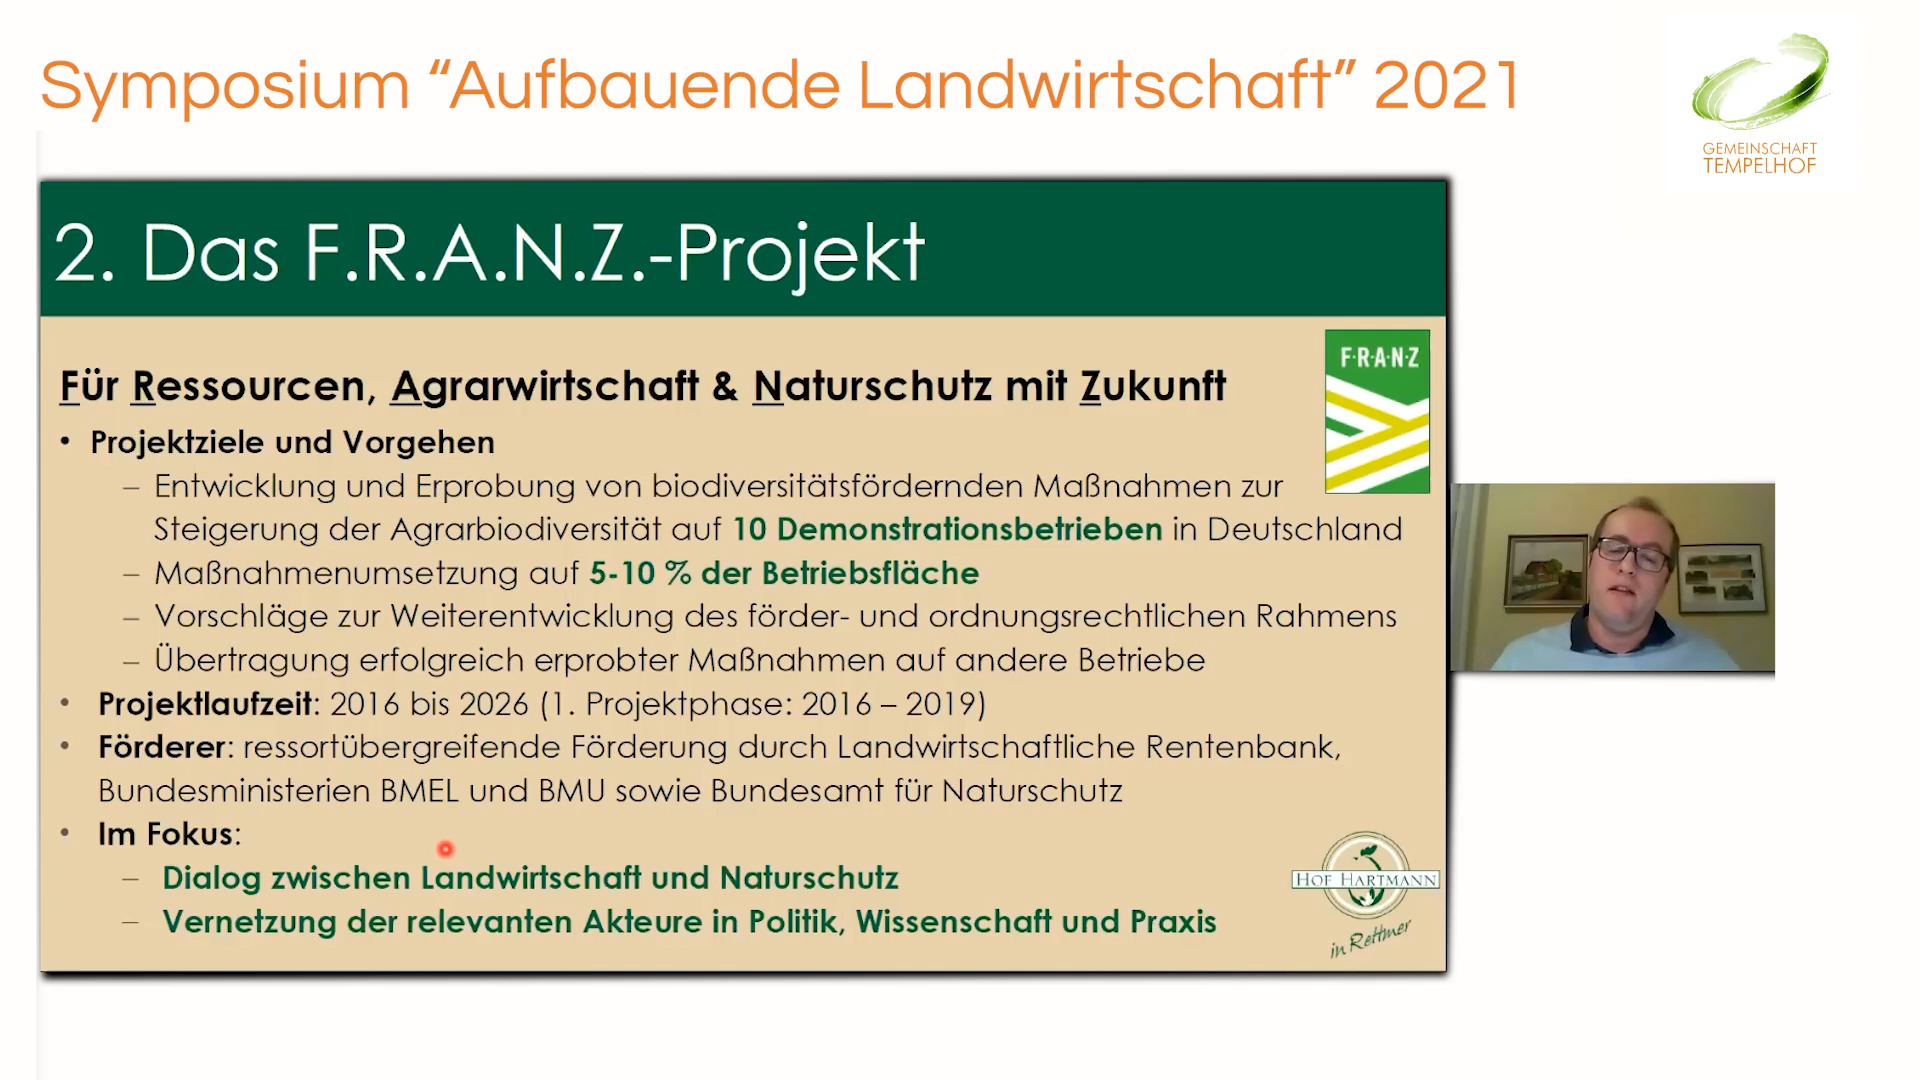 Symposium “Aufbauende Landwirtschaft” 2021
GEMEINSCHAFT
TEMPELHOF
2. Das F.R.A.N.Z.-Projekt
F·R·A·N·Z
Für Ressourcen, Agrarwirtschaft & Naturschutz mit Zukunft
• Projektziele und Vorgehen
– Entwicklung und Erprobung von biodiversitätsfördernden Maßnahmen zur
Steigerung der Agrarbiodiversität auf 10 Demonstrationsbetrieben in Deutschland
– Maßnahmenumsetzung auf 5-10 % der Betriebsfläche
– Vorschläge zur Weiterentwicklung des förder- und ordnungsrechtlichen Rahmens
– Übertragung erfolgreich erprobter Maßnahmen auf andere Betriebe
• Projektlaufzeit: 2016 bis 2026 (1. Projektphase: 2016 – 2019)
• Förderer: ressortübergreifende Förderung durch Landwirtschaftliche Rentenbank,
Bundesministerien BMEL und BMU sowie Bundesamt für Naturschutz
• Im Fokus:
– Dialog zwischen Landwirtschaft und Naturschutz
– Vernetzung der relevanten Akteure in Politik, Wissenschaft und Praxis
HOF HARTMANN
in Rettmer